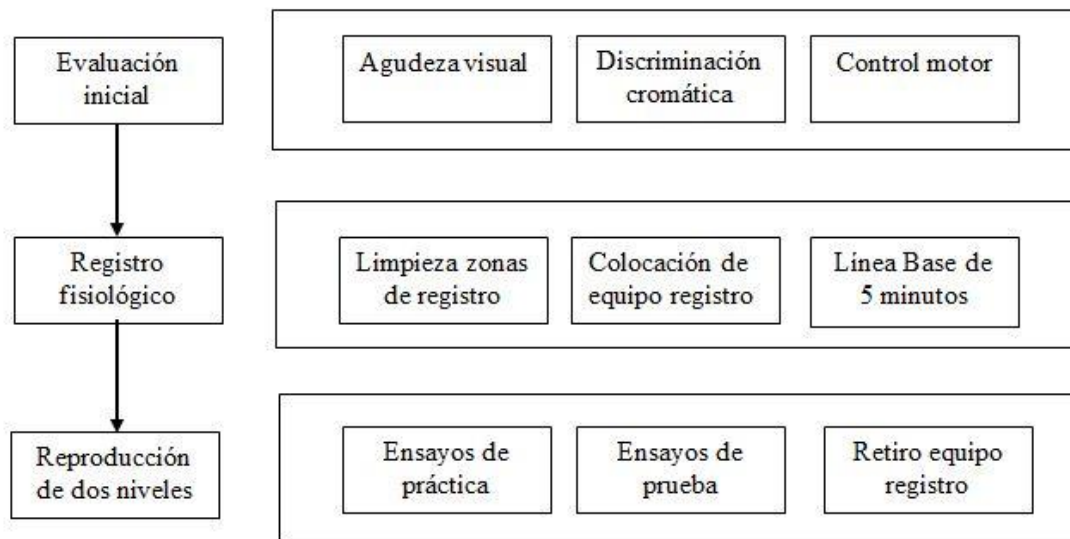 Evaluación
inicial
Agudeza visual
Discriminación
cromática
Control motor
Registro
fisiológico
Limpieza zonas
de registro
Colocación de
equipo registro
Línea Base de
5 minutos
Reproducción
de dos niveles
Ensayos de
práctica
Ensayos de
prueba
Retiro equipo
registro